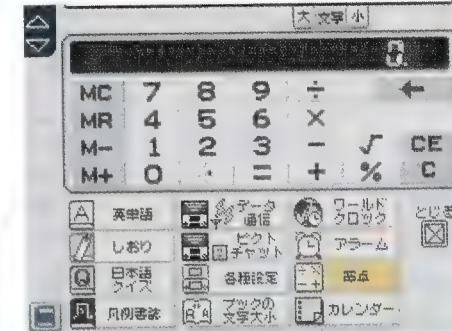 大 文字 小
0.
MC 7 8 9 ÷ ←
MR 4 5 6 ×
M- 1 2 3 - √ CE
M+ 0 . = + % C
A 英単語 データ通信 ワールドクロック とじる
しおり ピクトチャット アラーム
Q 日本語クイズ 各種設定 電卓
凡 凡例書誌 ブックの文字大小 カレンダー